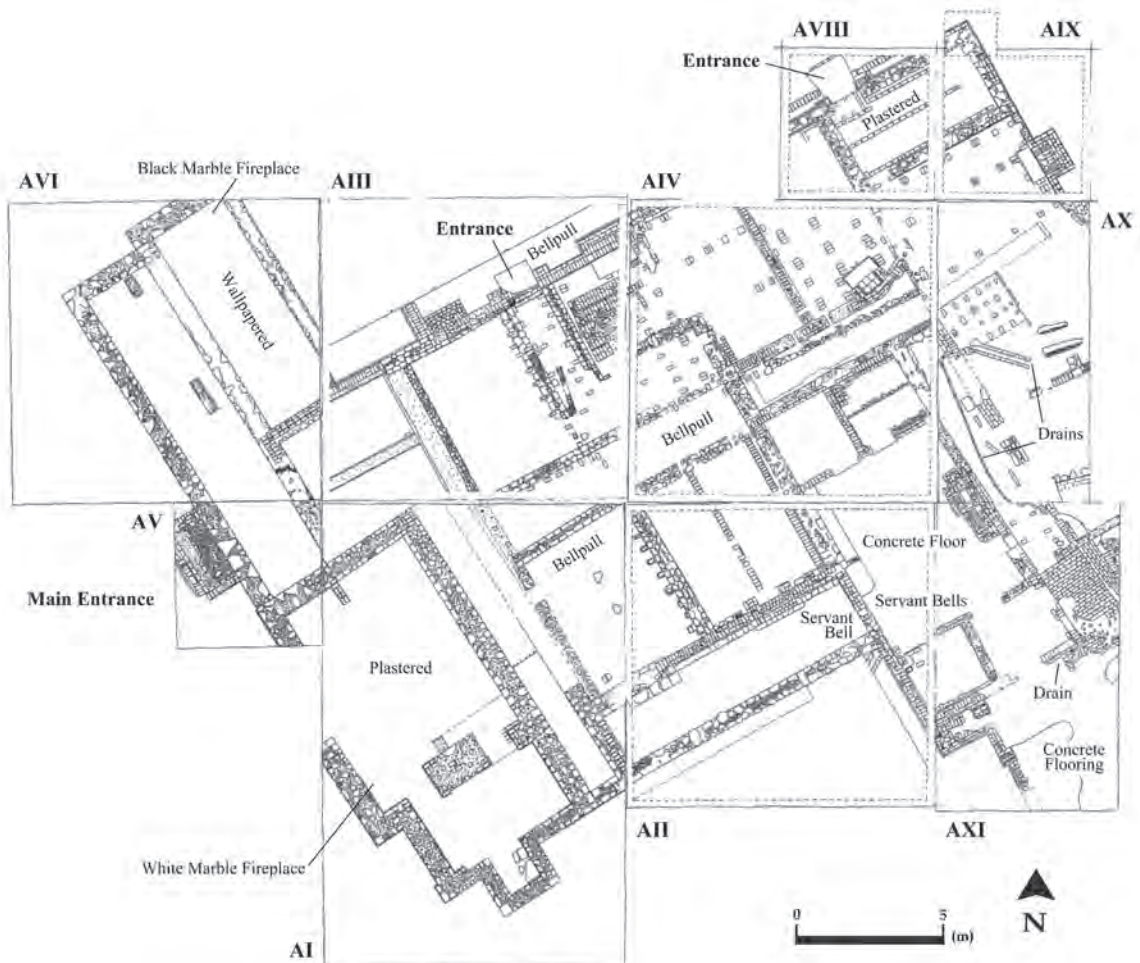 AVIII
AIX
Entrance
Plastered
Black Marble Fireplace
AVI
AIII
AIV
AX
Entrance
Bellpull
Wallpapered
Bellpull
Drains
AV
Main Entrance
Bellpull
Concrete Floor
Servant
Bell
Servant Bells
Plastered
Drain
Concrete
Flooring
White Marble Fireplace
AII
AXI
AI
0
5
(m)
N